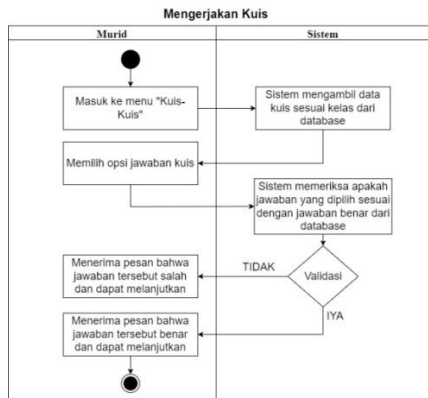 Mengerjakan Kuis
Murid
Sistem
Masuk ke menu "Kuis-
Kuis"
Sistem mengambil data
kuis sesuai kelas dari
database
Memilih opsi jawaban kuis
Sistem memeriksa apakah
jawaban yang dipilih sesuai
dengan jawaban benar dari
database
Menerima pesan bahwa
jawaban tersebut salah
dan dapat melanjutkan
TIDAK
Validasi
IYA
Menerima pesan bahwa
jawaban tersebut benar
dan dapat melanjutkan